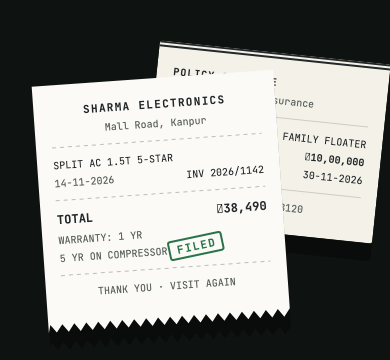 SHARMA ELECTRONICS
Mall Road, Kanpur
SPLIT AC 1.5T 5-STAR
14-11-2026 INV 2026/1142
TOTAL 38,490
WARRANTY: 1 YR
5 YR ON COMPRESSOR
FILED
THANK YOU · VISIT AGAIN
POLICY
FAMILY FLOATER
10,00,000
30-11-2026